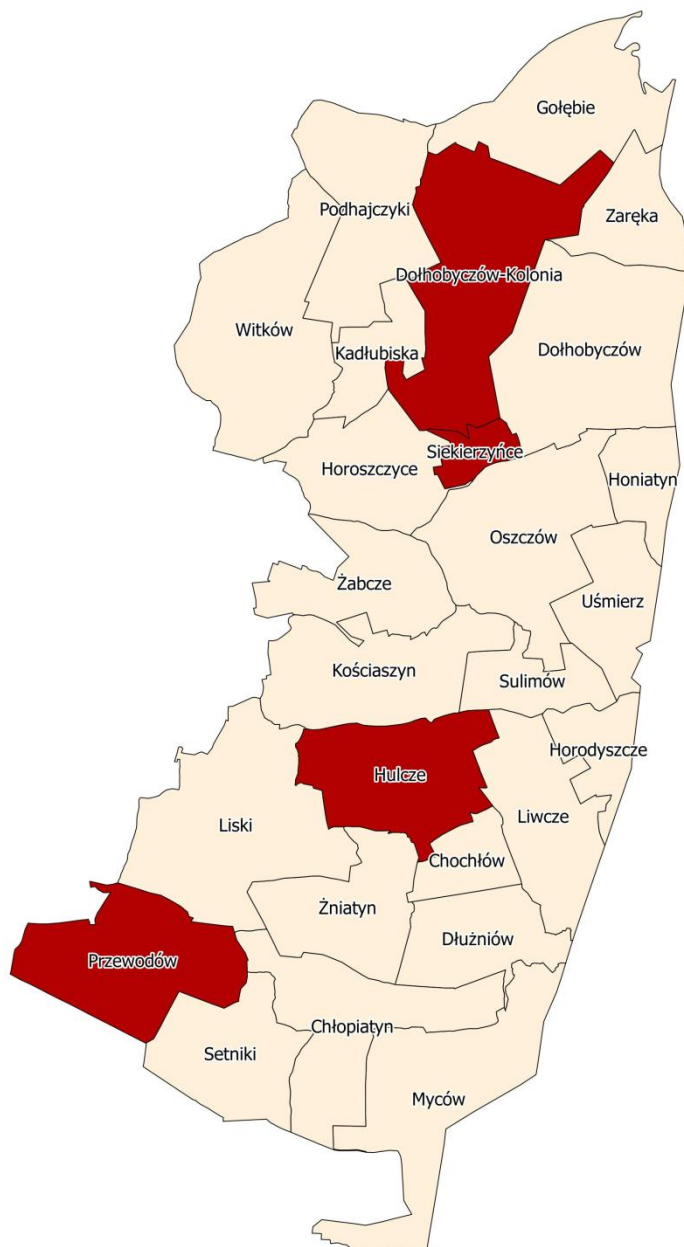 Gołębie
Podhajczyki
Zaręka
Dołhobyczów-Kolonia
Witków
Kadłubiska
Dołhobyczów
Siekierzyńce
Horoszczyce
Honiatyn
Oszczów
Żabcze
Uśmierz
Kościaszyn
Sulimów
Horodyszcze
Hulcze
Liski
Liwcze
Chochłów
Żniatyn
Dłużniów
Przewodów
Chłopiatyn
Setniki
Myców